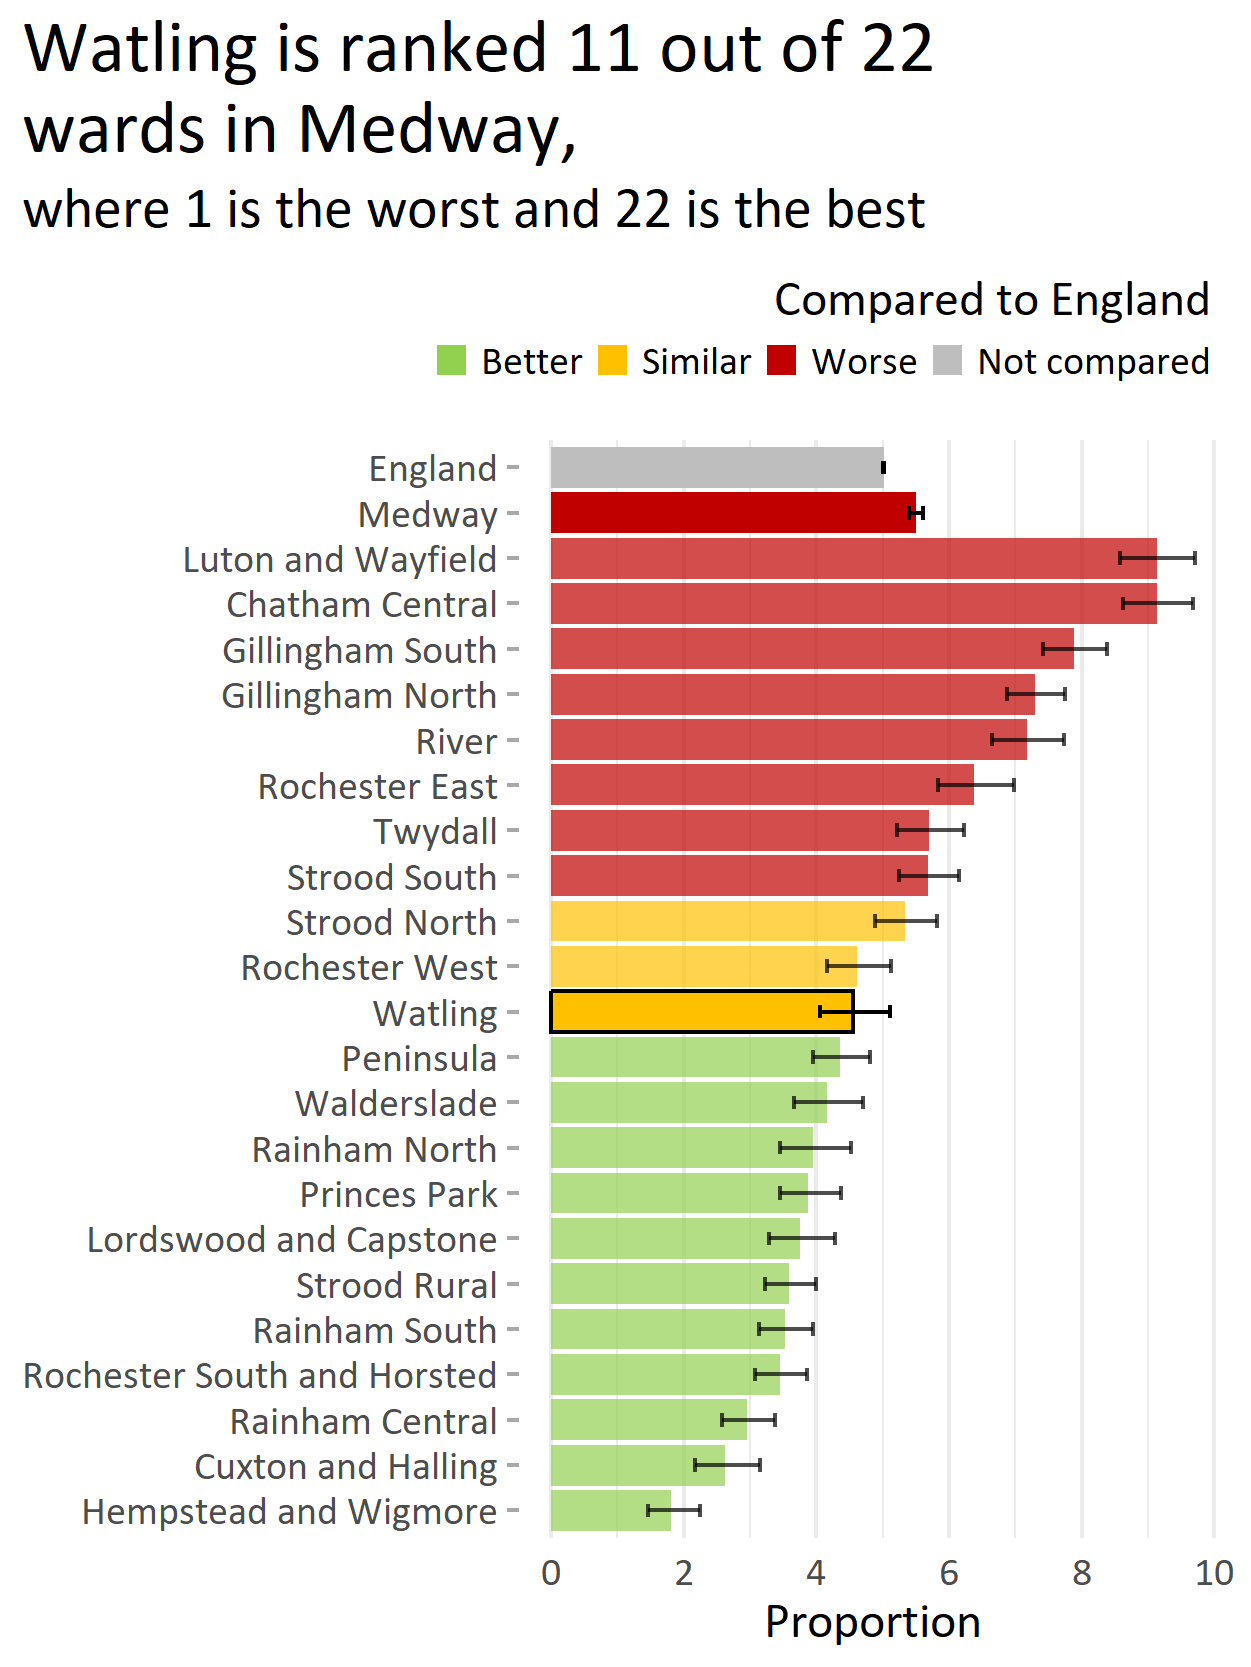 Watling is ranked 11 out of 22
wards in Medway,
where 1 is the worst and 22 is the best
Compared to England
Better Similar Worse Not compared
England
Medway
Luton and Wayfield
Chatham Central
Gillingham South
Gillingham North
River
Rochester East
Twydall
Strood South
Strood North
Rochester West
Watling
Peninsula
Walderslade
Rainham North
Princes Park
Lordswood and Capstone
Strood Rural
Rainham South
Rochester South and Horsted
Rainham Central
Cuxton and Halling
Hempstead and Wigmore
0 2 4 6 8 10
Proportion